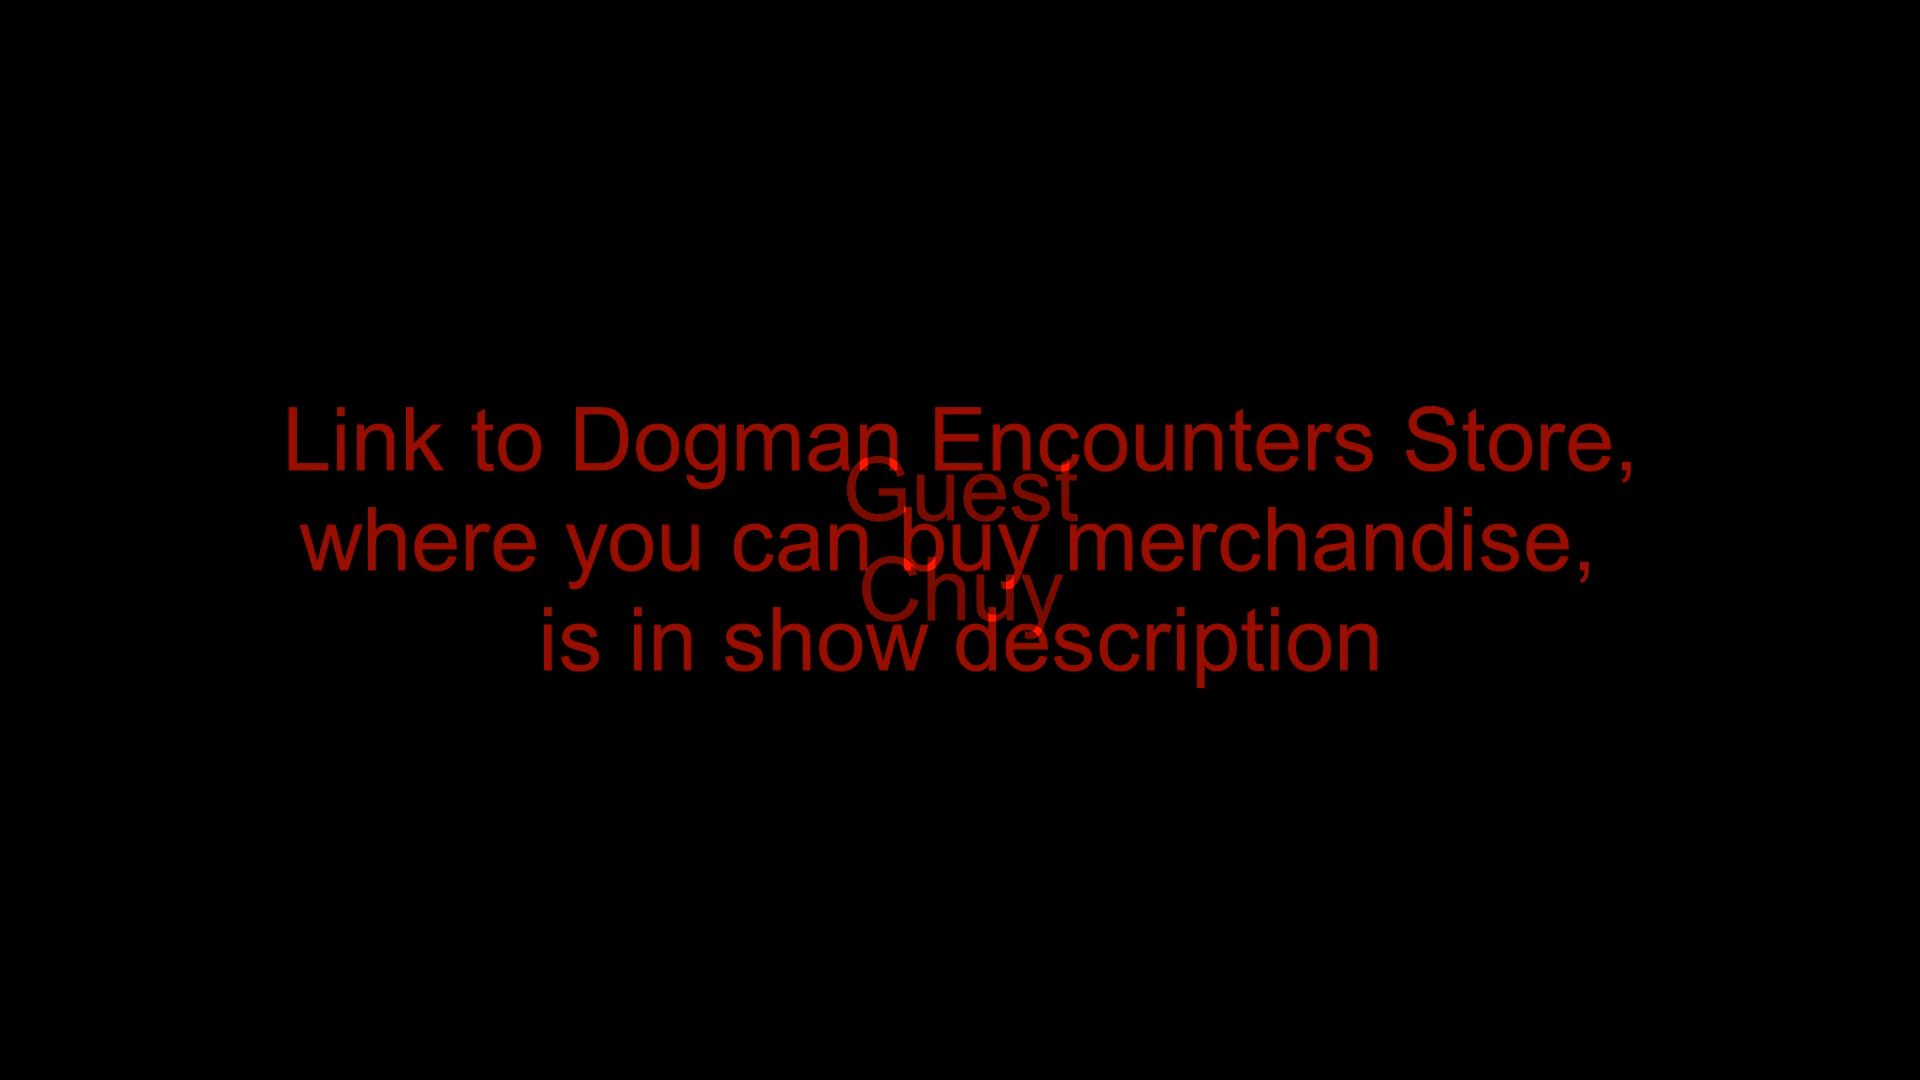 Link to Dogman Encounters Store,
Guest
where you can buy merchandise,
Chuy
is in show description